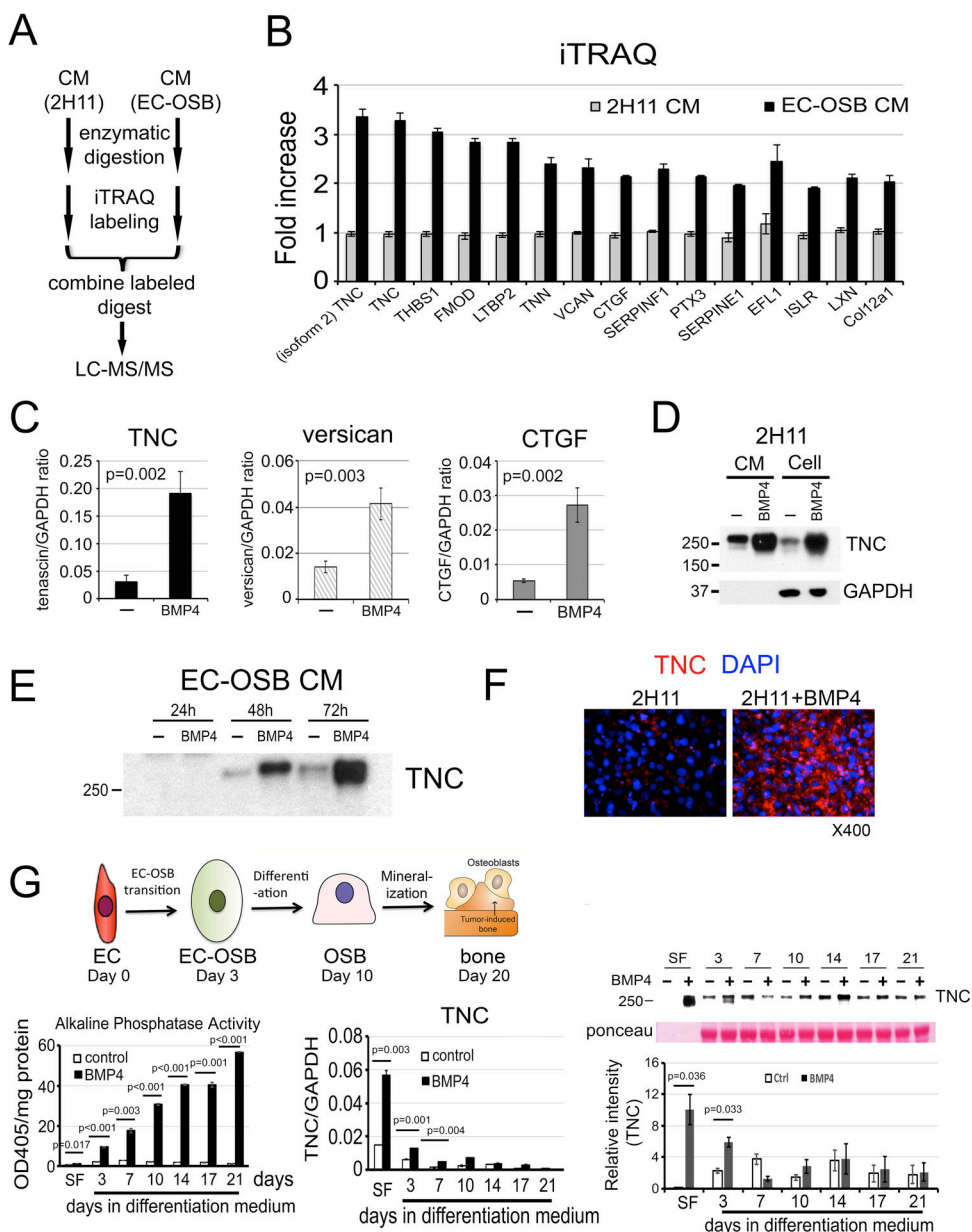 A
CM
(2H11)
CM
(EC-OSB)
enzymatic
digestion
iTRAQ
labeling
combine labeled
digest
LC-MS/MS
B
iTRAQ
2H11 CM
EC-OSB CM
Fold increase
4
3
2
1
0
(isoform 2) TNC
TNC
THBS1
FMOD
LTBP2
TNN
VCAN
CTGF
SERPINF1
PTX3
SERPINE1
EFL1
ISLR
LXN
Col12a1
C
TNC
p=0.002
tenascin/GAPDH ratio
0.25
0.20
0.15
0.10
0.05
0
– BMP4
versican
p=0.003
versican/GAPDH ratio
0.06
0.04
0.02
0
– BMP4
CTGF
p=0.002
CTGF/GAPDH ratio
0.04
0.03
0.02
0.01
0
– BMP4
D
2H11
CM Cell
– BMP4 – BMP4
250
150
TNC
37
GAPDH
E
EC-OSB CM
24h 48h 72h
– BMP4 – BMP4 – BMP4
250
TNC
F
TNC DAPI
2H11 2H11+BMP4
X400
G
EC-OSB
transition
Differenti
-ation
Mineral-
ization
Osteoblasts
Tumor-induced
bone
EC
Day 0
EC-OSB
Day 3
OSB
Day 10
bone
Day 20
Alkaline Phosphatase Activity
control
BMP4
OD405/mg protein
60
40
20
0
p=0.017
p<0.001
p=0.003
p<0.001
p<0.001
p<0.001
p<0.001
SF 3 7 10 14 17 21 days
days in differentiation medium
TNC
control
BMP4
TNC/GAPDH
0.08
0.06
0.04
0.02
0
p=0.003
p=0.001
p=0.004
SF 3 7 10 14 17 21
days in differentiation medium
SF 3 7 10 14 17 21
BMP4 – + – + – + – + – + – + – +
250–
TNC
ponceau
Ctrl
BMP4
Relative intensity
(TNC)
16
12
8
4
0
p=0.036
p=0.033
SF 3 7 10 14 17 21
days in differentiation medium